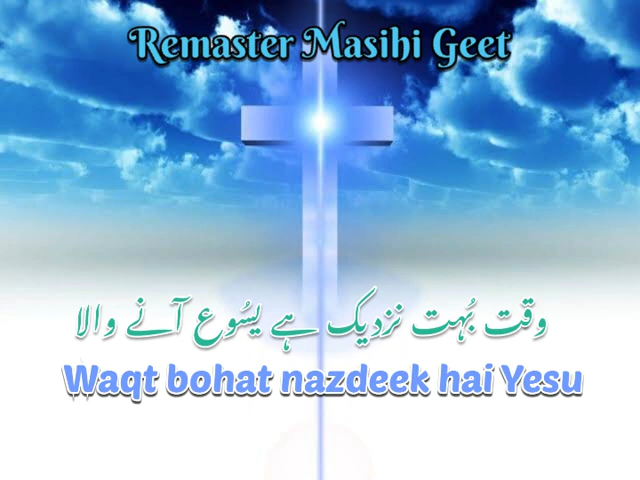 Remaster Masihi Geet
وقت بُہت نزدیک ہے یسُوع آنے والا
Waqt bohat nazdeek hai Yesu